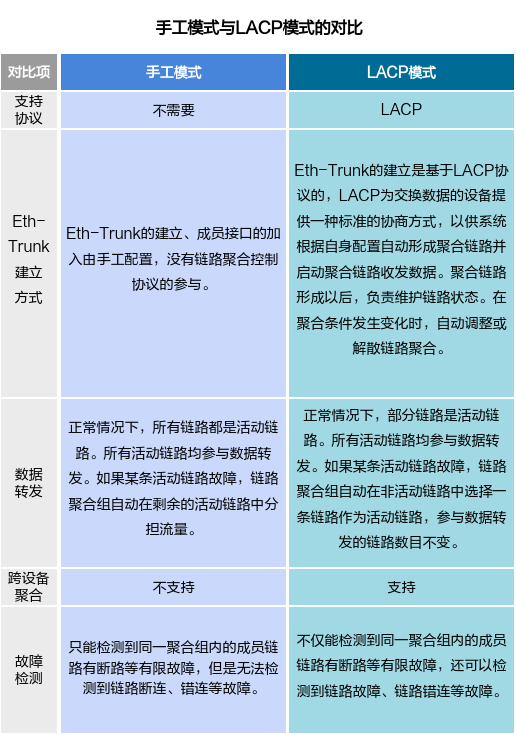 手工模式与LACP模式的对比
对比项
手工模式
LACP模式
支持
协议
不需要
LACP
Eth-
Trunk
建立
方式
Eth-Trunk的建立、成员接口的加
入由手工配置，没有链路聚合控制
协议的参与。
Eth-Trunk的建立是基于LACP协
议的，LACP为交换数据的设备提
供一种标准的协商方式，以供系统
根据自身配置自动形成聚合链路并
启动聚合链路收发数据。聚合链路
形成以后，负责维护链路状态。在
聚合条件发生变化时，自动调整或
解散链路聚合。
数据
转发
正常情况下，所有链路都是活动链
路。所有活动链路均参与数据转
发。如果某条活动链路故障，链路
聚合组自动在剩余的活动链路中分
担流量。
正常情况下，部分链路是活动链
路。所有活动链路均参与数据转
发。如果某条活动链路故障，链路
聚合组自动在非活动链路中选择一
条链路作为活动链路，参与数据转
发的链路数目不变。
跨设备
聚合
不支持
支持
故障
检测
只能检测到同一聚合组内的成员链
路有断路等有限故障，但是无法检
测到链路断连、错连等故障。
不仅能检测到同一聚合组内的成员
链路有断路等有限故障，还可以检
测到链路故障、链路错连等故障。